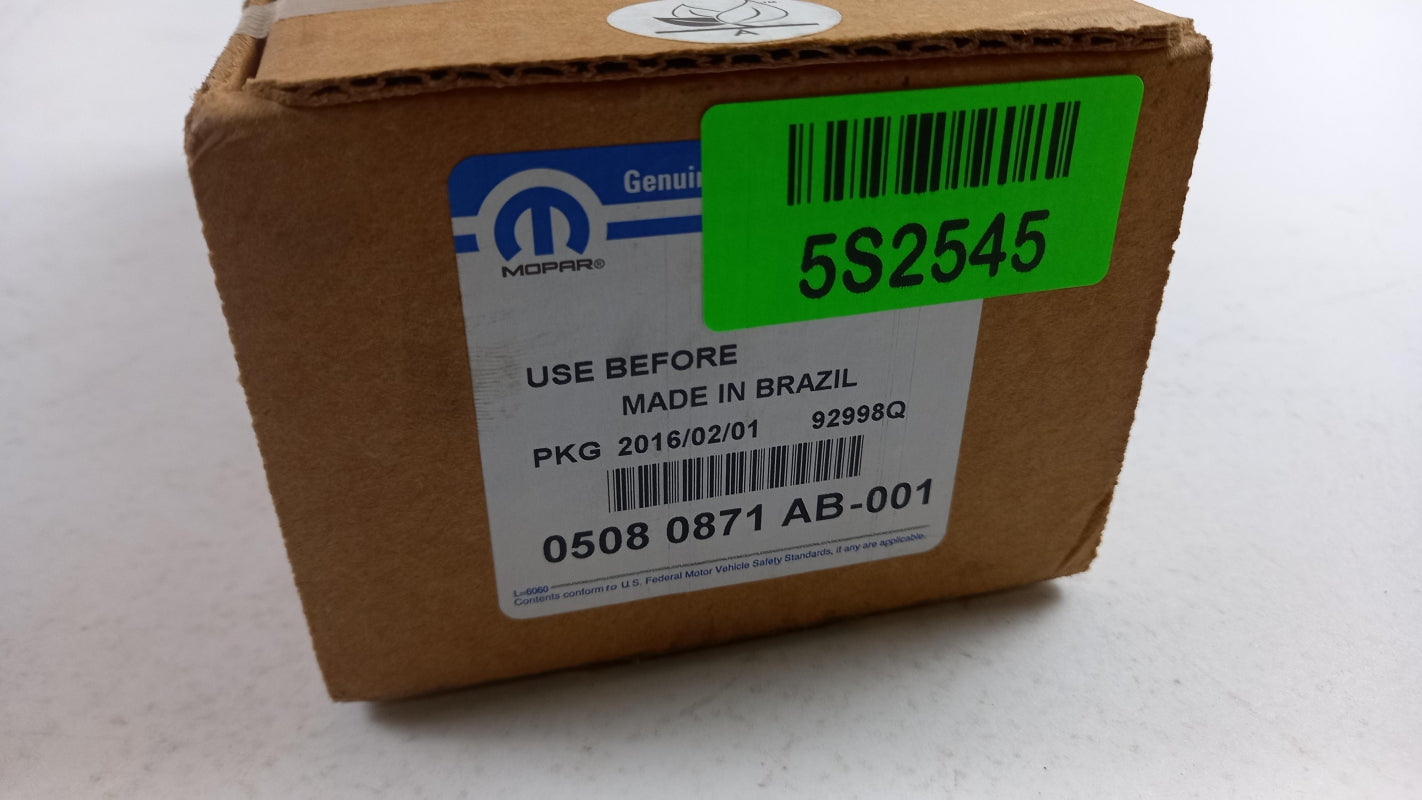 Genui
MOPAR®
5S2545
USE BEFORE
MADE IN BRAZIL
PKG 2016/02/01 92998Q
0508 0871 AB-001
L=6060
Contents conform to U.S. Federal Motor Vehicle Safety Standards, if any are applicable.